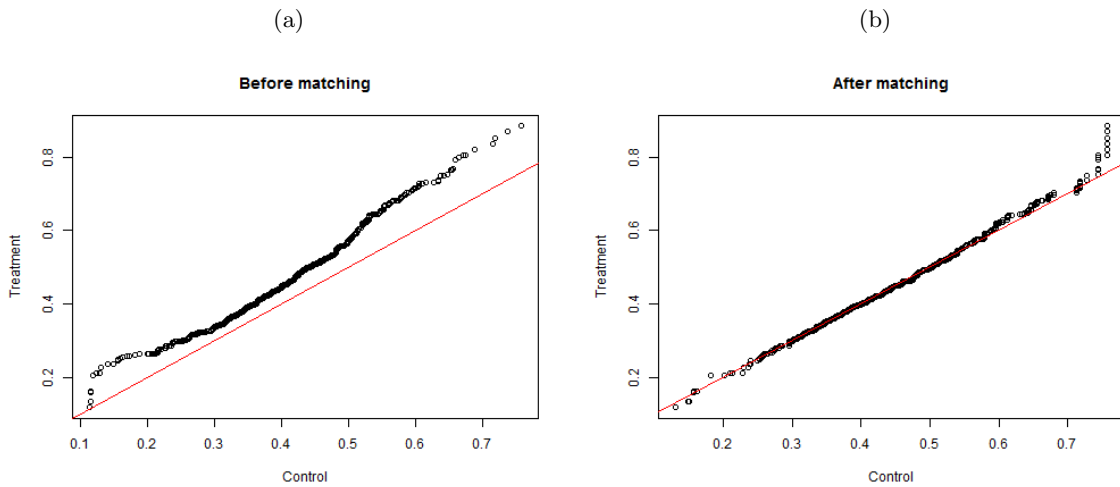 (a)
Before matching
Treatment
0.8
0.6
0.4
0.2
0.1 0.2 0.3 0.4 0.5 0.6 0.7
Control
(b)
After matching
Treatment
0.8
0.6
0.4
0.2
0.2 0.3 0.4 0.5 0.6 0.7
Control